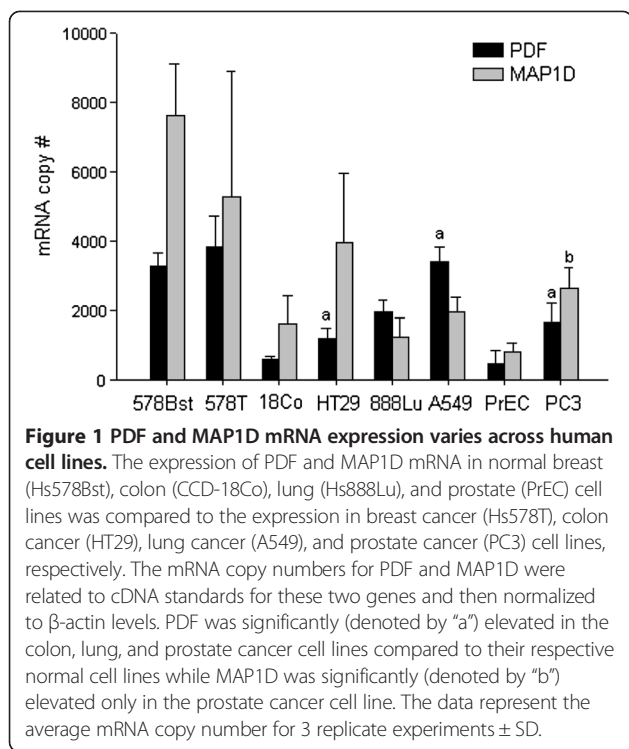 10000
8000
6000
4000
2000
0
mRNA copy #
PDF
MAP1D
a
a
a
b
578Bst 578T 18Co HT29 888Lu A549 PrEC PC3
Figure 1 PDF and MAP1D mRNA expression varies across human
cell lines. The expression of PDF and MAP1D mRNA in normal breast
(Hs578Bst), colon (CCD-18Co), lung (Hs888Lu), and prostate (PrEC) cell
lines was compared to the expression in breast cancer (Hs578T), colon
cancer (HT29), lung cancer (A549), and prostate cancer (PC3) cell lines,
respectively. The mRNA copy numbers for PDF and MAP1D were
related to cDNA standards for these two genes and then normalized
to β-actin levels. PDF was significantly (denoted by “a”) elevated in the
colon, lung, and prostate cancer cell lines compared to their respective
normal cell lines while MAP1D was significantly (denoted by “b”)
elevated only in the prostate cancer cell line. The data represent the
average mRNA copy number for 3 replicate experiments ± SD.